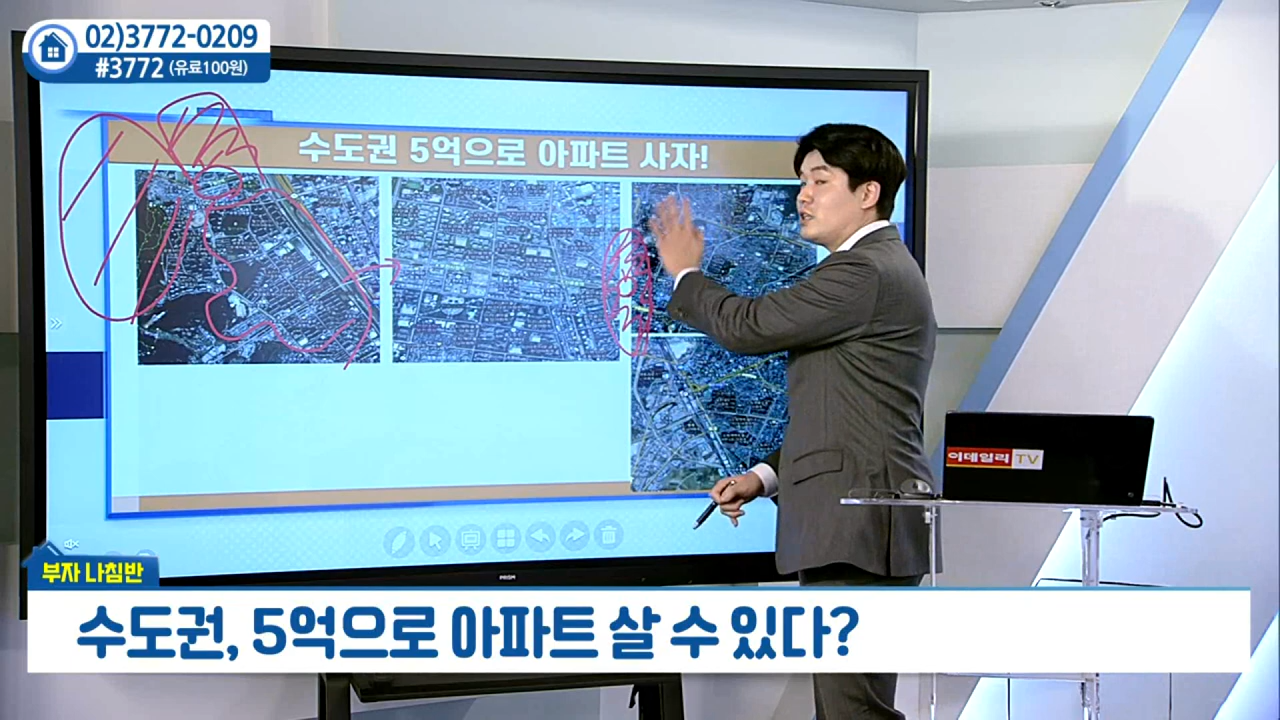 02)3772-0209
#3772 (유료100원)
수도권 5억으로 아파트 사자!
이데일리 TV
부자 나침반
수도권, 5억으로 아파트 살 수 있다?